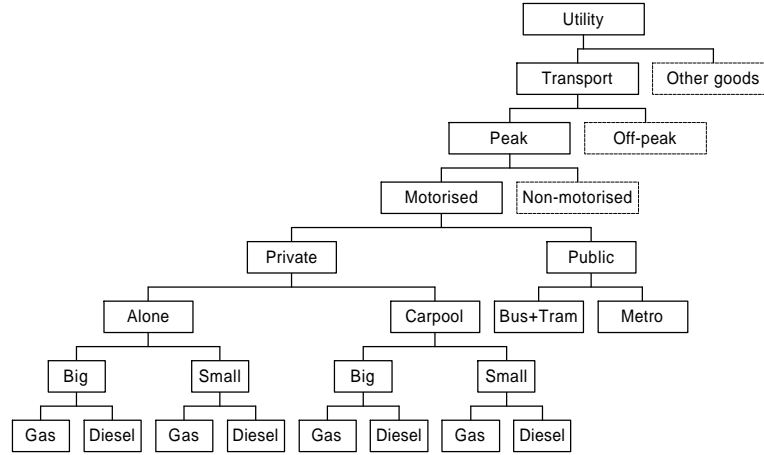 Utility
Transport
Other goods
Peak
Off-peak
Motorised
Non-motorised
Private
Public
Alone
Carpool
Bus+Tram
Metro
Big
Small
Big
Small
Gas
Diesel
Gas
Diesel
Gas
Diesel
Gas
Diesel